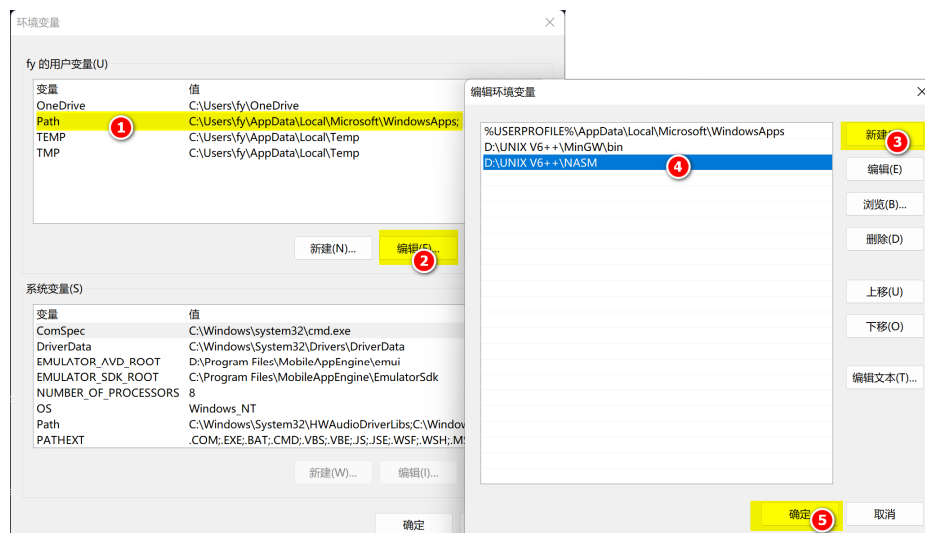 环境变量
fy 的用户变量(U)
变量 值
OneDrive C:\Users\fy\OneDrive
Path C:\Users\fy\AppData\Local\Microsoft\WindowsApps;
1
TEMP C:\Users\fy\AppData\Local\Temp
TMP C:\Users\fy\AppData\Local\Temp
新建(N)... 编辑(E)...
2
系统变量(S)
变量 值
ComSpec C:\Windows\system32\cmd.exe
DriverData C:\Windows\System32\Drivers\DriverData
EMULATOR_AVD_ROOT D:\Program Files\MobileAppEngine\emui
EMULATOR_SDK_ROOT C:\Program Files\MobileAppEngine\EmulatorSdk
NUMBER_OF_PROCESSORS 8
OS Windows_NT
Path C:\Windows\System32\HWAudioDriverLibs;C:\Window
PATHEXT .COM;.EXE;.BAT;.CMD;.VBS;.VBE;.JS;.JSE;.WSF;.WSH;.M
新建(W)... 编辑(I)...
确定
编辑环境变量
%USERPROFILE%\AppData\Local\Microsoft\WindowsApps
D:\UNIX V6++\MinGW\bin
D:\UNIX V6++\NASM
4
新建
3
编辑(E)
浏览(B)...
删除(D)
上移(U)
下移(O)
编辑文本(T)...
确定
5
取消